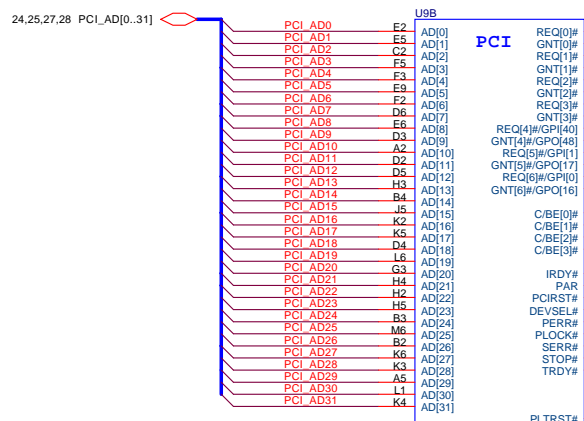 U9B
24,25,27,28 PCI_AD[0..31]
PCI
PCI_AD0 E2 AD[0] REQ[0]#
PCI_AD1 E5 AD[1] GNT[0]#
PCI_AD2 C2 AD[2] REQ[1]#
PCI_AD3 F5 AD[3] GNT[1]#
PCI_AD4 F3 AD[4] REQ[2]#
PCI_AD5 E9 AD[5] GNT[2]#
PCI_AD6 F2 AD[6] REQ[3]#
PCI_AD7 D6 AD[7] GNT[3]#
PCI_AD8 E6 AD[8] REQ[4]#/GPI[40]
PCI_AD9 D3 AD[9] GNT[4]#/GPO[48]
PCI_AD10 A2 AD[10] REQ[5]#/GPI[1]
PCI_AD11 D2 AD[11] GNT[5]#/GPO[17]
PCI_AD12 D5 AD[12] REQ[6]#/GPI[0]
PCI_AD13 H3 AD[13] GNT[6]#/GPO[16]
PCI_AD14 B4 AD[14]
PCI_AD15 J5 AD[15] C/BE[0]#
PCI_AD16 K2 AD[16] C/BE[1]#
PCI_AD17 K5 AD[17] C/BE[2]#
PCI_AD18 D4 AD[18] C/BE[3]#
PCI_AD19 L6 AD[19]
PCI_AD20 G3 AD[20] IRDY#
PCI_AD21 H4 AD[21] PAR
PCI_AD22 H2 AD[22] PCIRST#
PCI_AD23 H5 AD[23] DEVSEL#
PCI_AD24 B3 AD[24] PERR#
PCI_AD25 M6 AD[25] PLOCK#
PCI_AD26 B2 AD[26] SERR#
PCI_AD27 K6 AD[27] STOP#
PCI_AD28 K3 AD[28] TRDY#
PCI_AD29 A5 AD[29]
PCI_AD30 L1 AD[30]
PCI_AD31 K4 AD[31]
PLTRST#